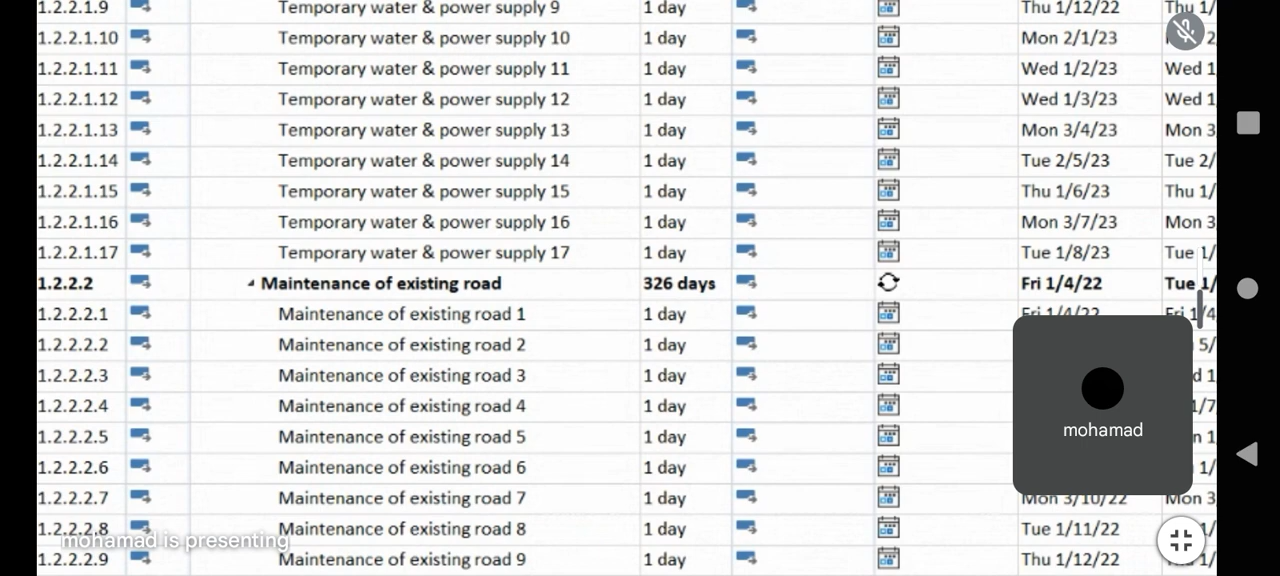 1.2.2.1.9 Temporary water & power supply 9 1 day Thu 1/12/22 Thu 1/
1.2.2.1.10 Temporary water & power supply 10 1 day Mon 2/1/23
1.2.2.1.11 Temporary water & power supply 11 1 day Wed 1/2/23 Wed 1
1.2.2.1.12 Temporary water & power supply 12 1 day Wed 1/3/23 Wed 1
1.2.2.1.13 Temporary water & power supply 13 1 day Mon 3/4/23 Mon 3
1.2.2.1.14 Temporary water & power supply 14 1 day Tue 2/5/23 Tue 2/
1.2.2.1.15 Temporary water & power supply 15 1 day Thu 1/6/23 Thu 1/
1.2.2.1.16 Temporary water & power supply 16 1 day Mon 3/7/23 Mon 3
1.2.2.1.17 Temporary water & power supply 17 1 day Tue 1/8/23 Tue 1/
1.2.2.2 Maintenance of existing road 326 days Fri 1/4/22 Tue 1/
1.2.2.2.1 Maintenance of existing road 1 1 day Fri 1/4/22 Fri 1/4
1.2.2.2.2 Maintenance of existing road 2 1 day 5/
1.2.2.2.3 Maintenance of existing road 3 1 day d 1
1.2.2.2.4 Maintenance of existing road 4 1 day 1/7
1.2.2.2.5 Maintenance of existing road 5 1 day n 1
1.2.2.2.6 Maintenance of existing road 6 1 day 1/
1.2.2.2.7 Maintenance of existing road 7 1 day Mon 3/10/22 Mon 3
1.2.2.2.8 Maintenance of existing road 8 1 day Tue 1/11/22
1.2.2.2.9 Maintenance of existing road 9 1 day Thu 1/12/22
mohamad
mohamad is presenting